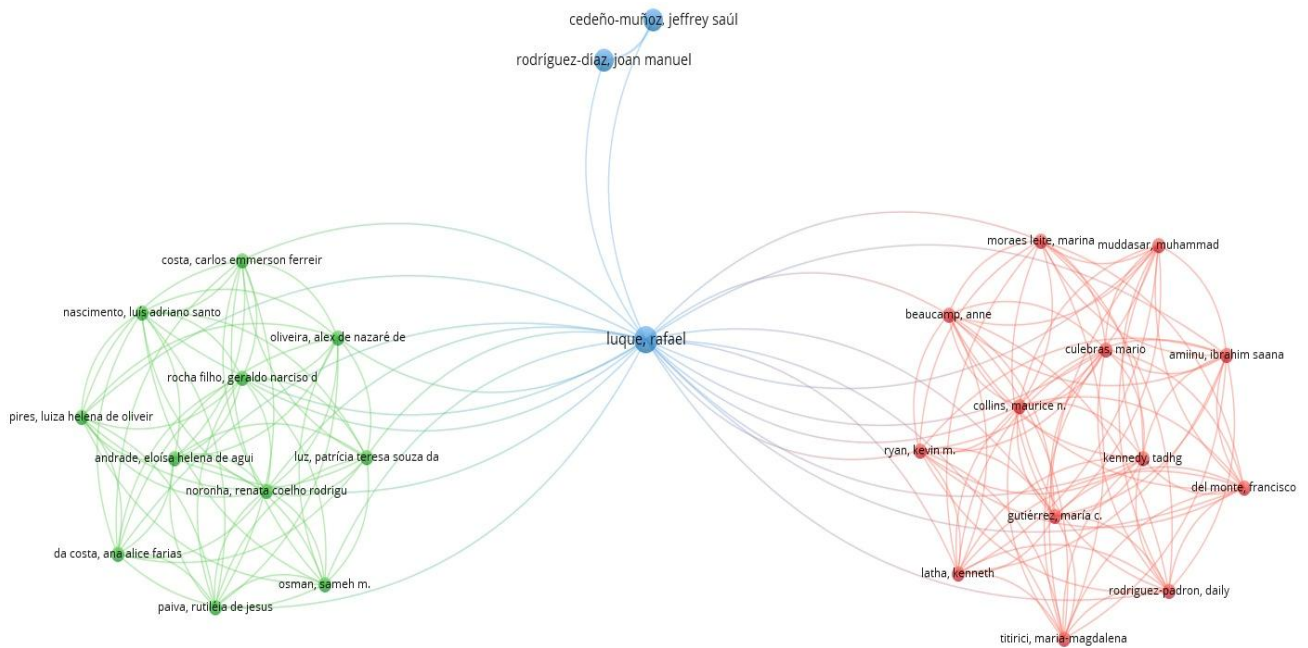 cedeño-muñoz, jeffrey saúl
rodríguez-díaz, joan manuel
luque, rafael
costa, carlos emmerson ferreir
nascimento, luís adriano santo
oliveira, alex de nazaré de
rocha filho, geraldo narciso d
pires, luiza helena de oliveir
andrade, eloísa helena de agui
luz, patrícia teresa souza da
noronha, renata coelho rodrigu
da costa, ana alice farias
osman, sameh m.
paiva, rutiléia de jesus
moraes leite, marina
muddasar, muhammad
beaucamp, anne
culebras, mario
amiinu, ibrahim saana
collins, maurice n.
ryan, kevin m.
kennedy, tadhg
del monte, francisco
gutiérrez, maría c.
latha, kenneth
rodriguez-padron, daily
titirici, maria-magdalena